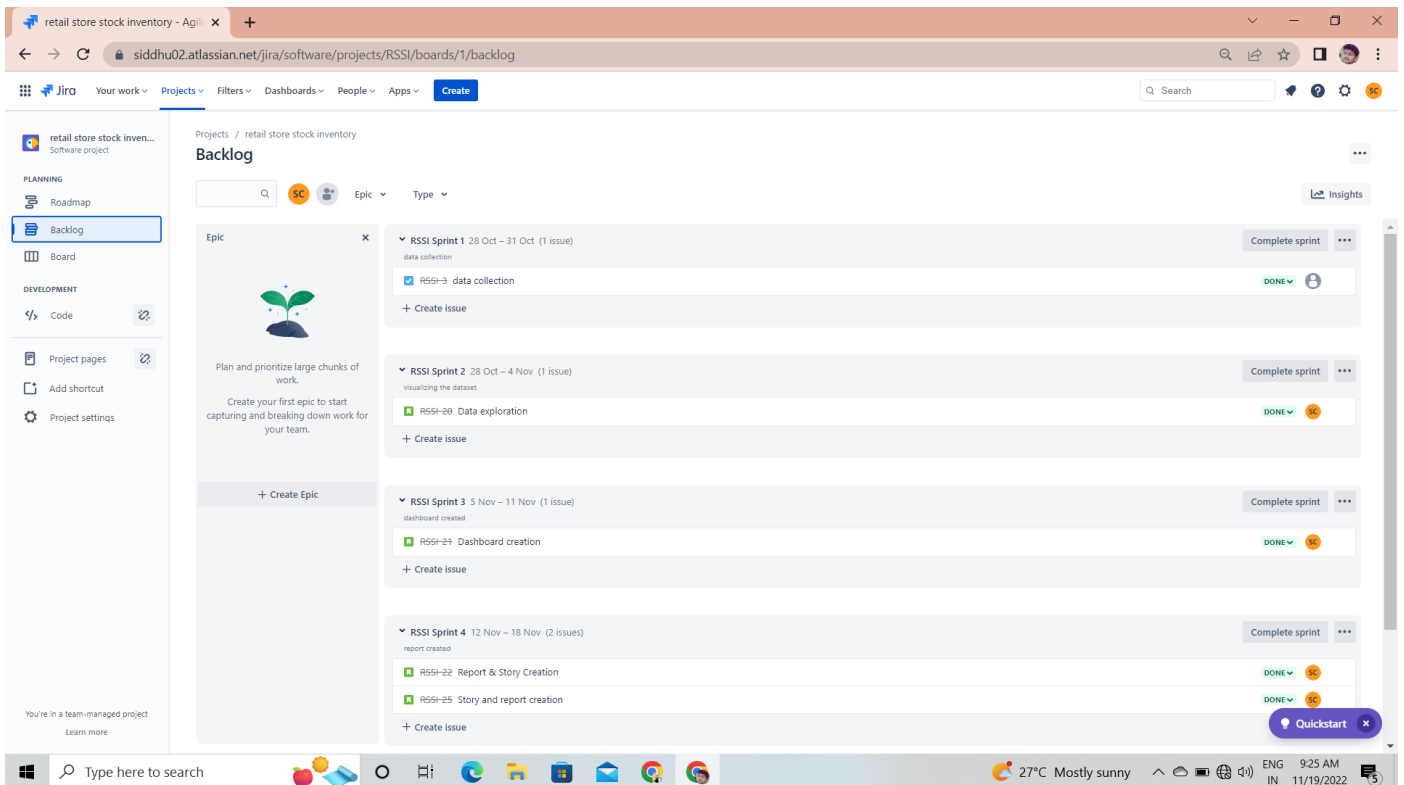 retail store stock inventory - Agil
siddhu02.atlassian.net/jira/software/projects/RSSI/boards/1/backlog
Jira Your work Projects Filters Dashboards People Apps Create Search SC
retail store stock inven...
Software project
PLANNING
Roadmap
Backlog
Board
DEVELOPMENT
Code
Project pages
Add shortcut
Project settings
You're in a team-managed project
Learn more
Projects / retail store stock inventory
Backlog
SC Epic Type Insights
Epic
Plan and prioritize large chunks of
work.
Create your first epic to start
capturing and breaking down work for
your team.
+ Create Epic
RSSI Sprint 1 28 Oct – 31 Oct (1 issue) Complete sprint
data collection
RSSI-3 data collection DONE
+ Create issue
RSSI Sprint 2 28 Oct – 4 Nov (1 issue) Complete sprint
visualizing the dataset
RSSI-20 Data exploration DONE SC
+ Create issue
RSSI Sprint 3 5 Nov – 11 Nov (1 issue) Complete sprint
dashboard created
RSSI-21 Dashboard creation DONE SC
+ Create issue
RSSI Sprint 4 12 Nov – 18 Nov (2 issues) Complete sprint
report created
RSSI-22 Report & Story Creation DONE SC
RSSI-25 Story and report creation DONE SC
+ Create issue
Quickstart
Type here to search 27°C Mostly sunny ENG 9:25 AM
IN 11/19/2022 5